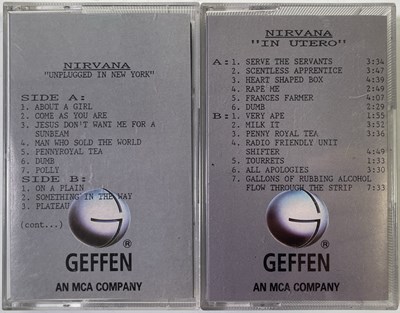 NIRVANA
"UNPLUGGED IN NEW YORK"
SIDE A:
3. ABOUT A GIRL
1. COME AS YOU ARE
3. JESUS DON'T WANT ME FOR A
SUNBEAM
4. MAN WHO SOLD THE WORLD
5. PENNYROYAL TEA
6. DUMB
7. POLLY
SIDE B:
1. ON A PLAIN
2. SOMETHING IN THE WAY
3. PLATEAU
(cont...)
G
®
GEFFEN
AN MCA COMPANY
NIRVANA
"IN UTERO"
A: 1. SERVE THE SERVANTS 3:34
2. SCENTLESS APPRENTICE 3:47
3. HEART SHAPED BOX 4:39
4. RAPE ME 2:49
5. FRANCES FARMER 4:07
6. DUMB 2:29
B: 1. VERY APE 1:55
2. MILK IT 3:52
3. PENNY ROYAL TEA 3:36
4. RADIO FRIENDLY UNIT
SHIFTER 4:49
5. TOURRETS 1:33
6. ALL APOLOGIES 3:30
7. GALLONS OF RUBBING ALCOHOL
FLOW THROUGH THE STRIP 7:33
G
®
GEFFEN
AN MCA COMPANY